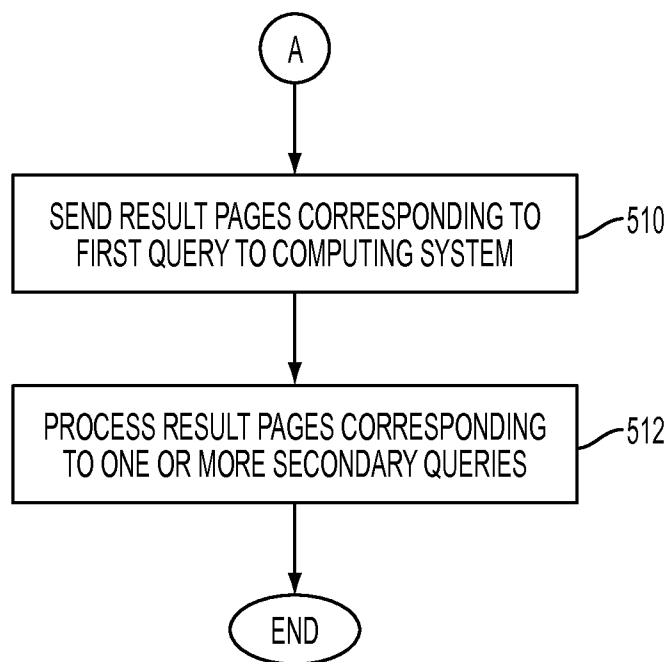 A
SEND RESULT PAGES CORRESPONDING TO
FIRST QUERY TO COMPUTING SYSTEM
510
PROCESS RESULT PAGES CORRESPONDING
TO ONE OR MORE SECONDARY QUERIES
512
END